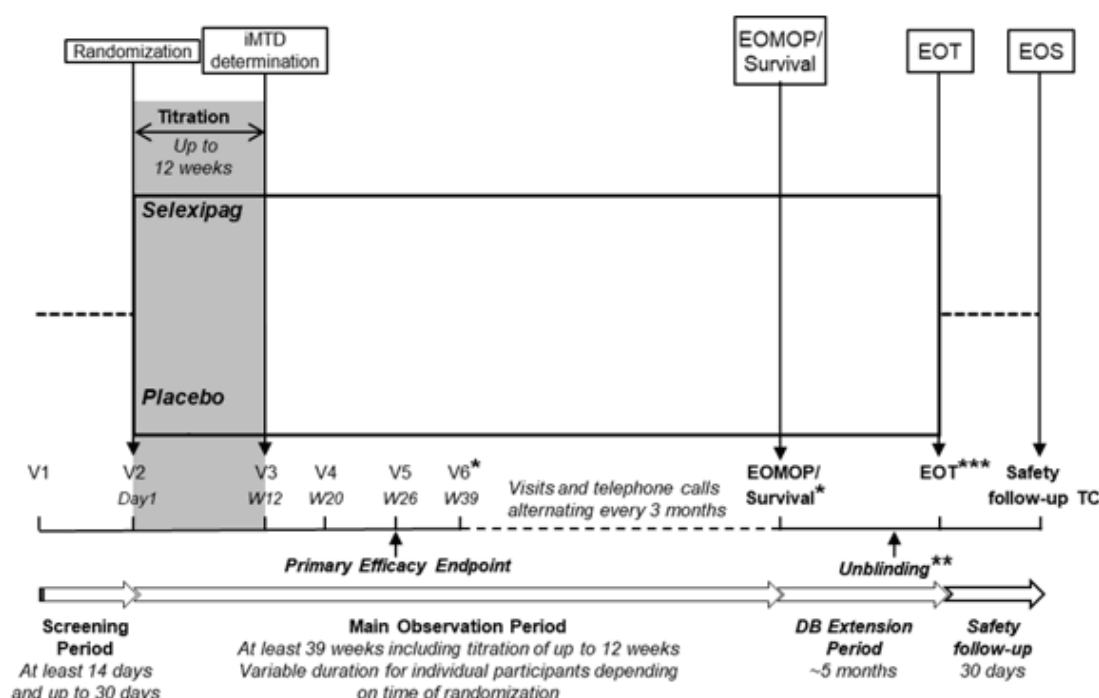 Randomization
iMTD
determination
EOMOP/
Survival
EOT
EOS
Titration
Up to
12 weeks
Selexipag
Placebo
V1
V2
Day1
V3
W12
V4
W20
V5
W26
V6*
W39
Visits and telephone calls
alternating every 3 months
EOMOP/
Survival*
EOT***
Safety
follow-up TC
Primary Efficacy Endpoint
Unblinding**
Screening
Period
At least 14 days
and up to 30 days
Main Observation Period
At least 39 weeks including titration of up to 12 weeks
Variable duration for individual participants depending
on time of randomization
DB Extension
Period
~5 months
Safety
follow-up
30 days